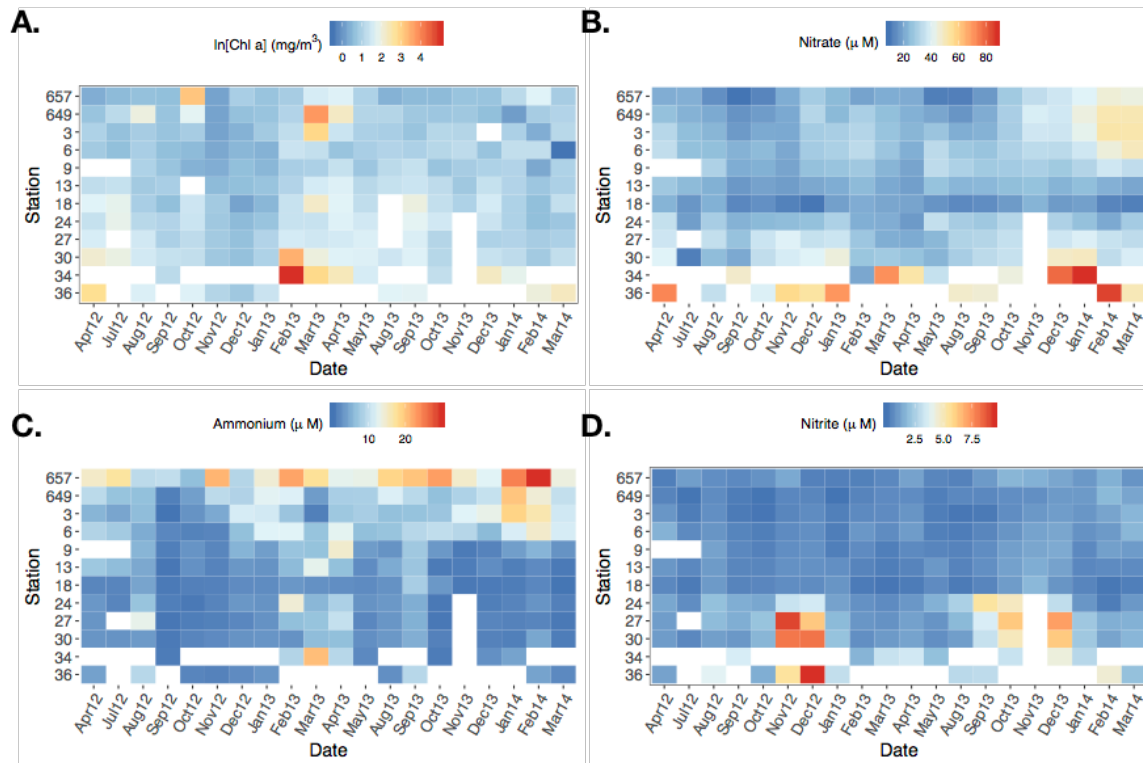 A.
ln[Chl a] (mg/m³)
0 1 2 3 4
Station
657
649
3
6
9
13
18
24
27
30
34
36
Apr12 Jul12 Aug12 Sep12 Oct12 Nov12 Dec12 Jan13 Feb13 Mar13 Apr13 May13 Aug13 Sep13 Oct13 Nov13 Dec13 Jan14 Feb14 Mar14
Date
B.
Nitrate (μ M)
20 40 60 80
Station
657
649
3
6
9
13
18
24
27
30
34
36
Apr12 Jul12 Aug12 Sep12 Oct12 Nov12 Dec12 Jan13 Feb13 Mar13 Apr13 May13 Aug13 Sep13 Oct13 Nov13 Dec13 Jan14 Feb14 Mar14
Date
C.
Ammonium (μ M)
10 20
Station
657
649
3
6
9
13
18
24
27
30
34
36
Apr12 Jul12 Aug12 Sep12 Oct12 Nov12 Dec12 Jan13 Feb13 Mar13 Apr13 May13 Aug13 Sep13 Oct13 Nov13 Dec13 Jan14 Feb14 Mar14
Date
D.
Nitrite (μ M)
2.5 5.0 7.5
Station
657
649
3
6
9
13
18
24
27
30
34
36
Apr12 Jul12 Aug12 Sep12 Oct12 Nov12 Dec12 Jan13 Feb13 Mar13 Apr13 May13 Aug13 Sep13 Oct13 Nov13 Dec13 Jan14 Feb14 Mar14
Date